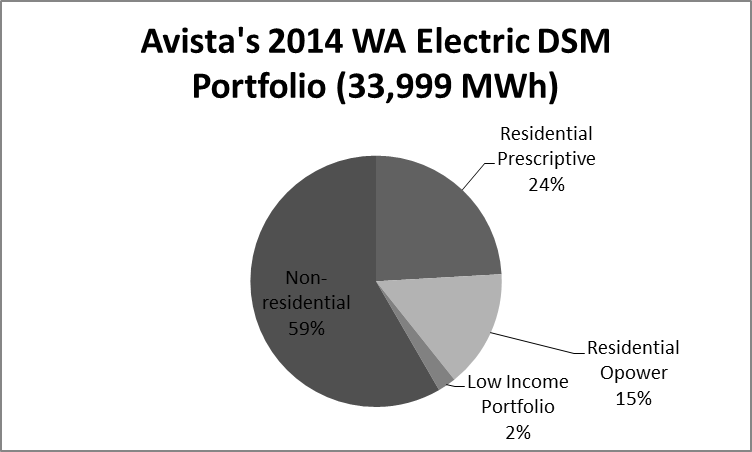 Avista's 2014 WA Electric DSM
Portfolio (33,999 MWh)
Residential
Prescriptive
24%
Non-
residential
59%
Residential
Opower
15%
Low Income
Portfolio
2%